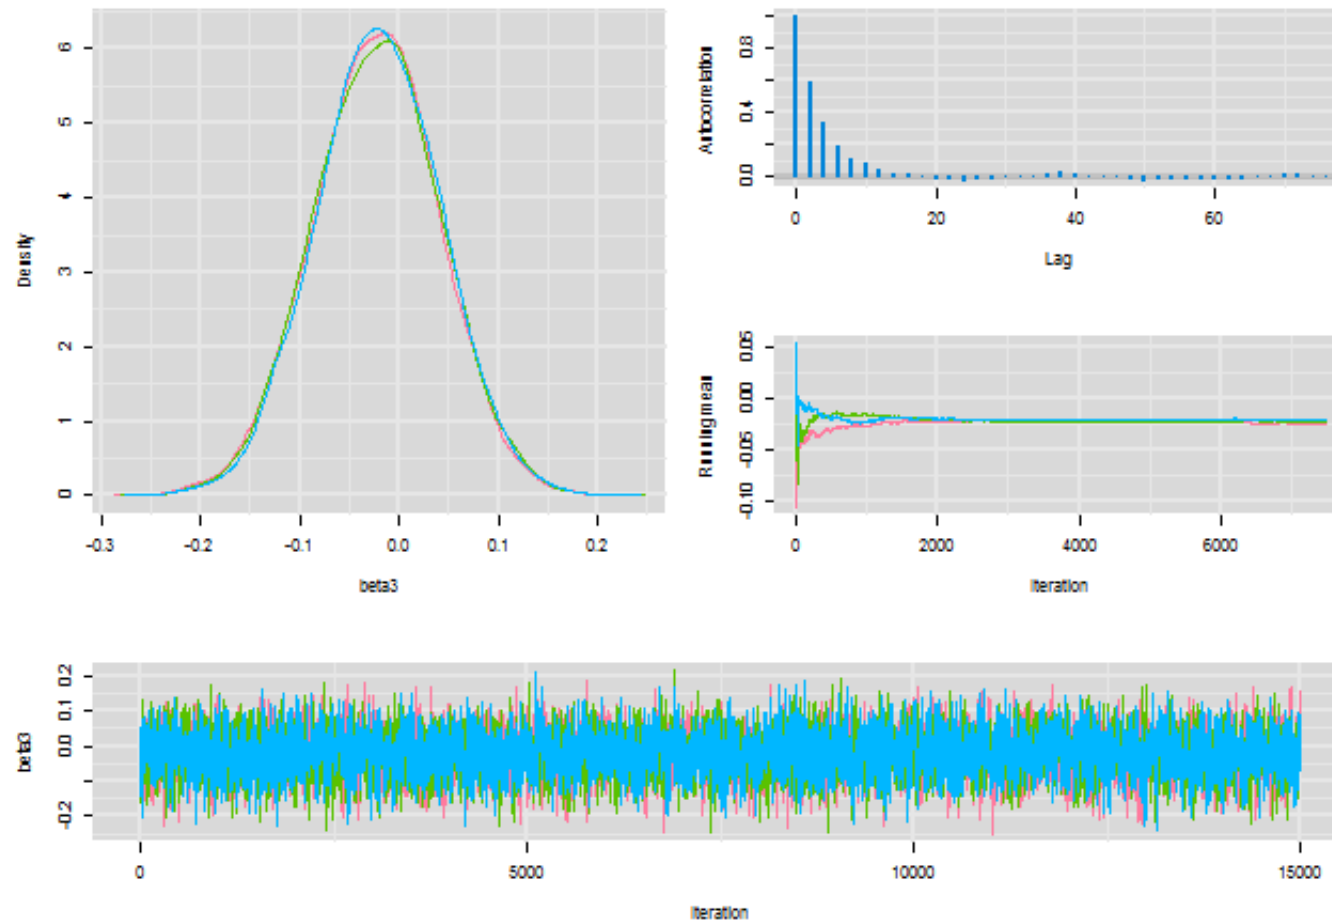 Density
0 1 2 3 4 5 6
-0.3 -0.2 -0.1 0.0 0.1 0.2
beta3
Autocorrelation
0.0 0.4 0.8
0 20 40 60
Lag
Running mean
-0.10 -0.05 0.00 0.05
0 2000 4000 6000
Iteration
beta3
-0.2 0.0 0.1 0.2
0 5000 10000 15000
Iteration